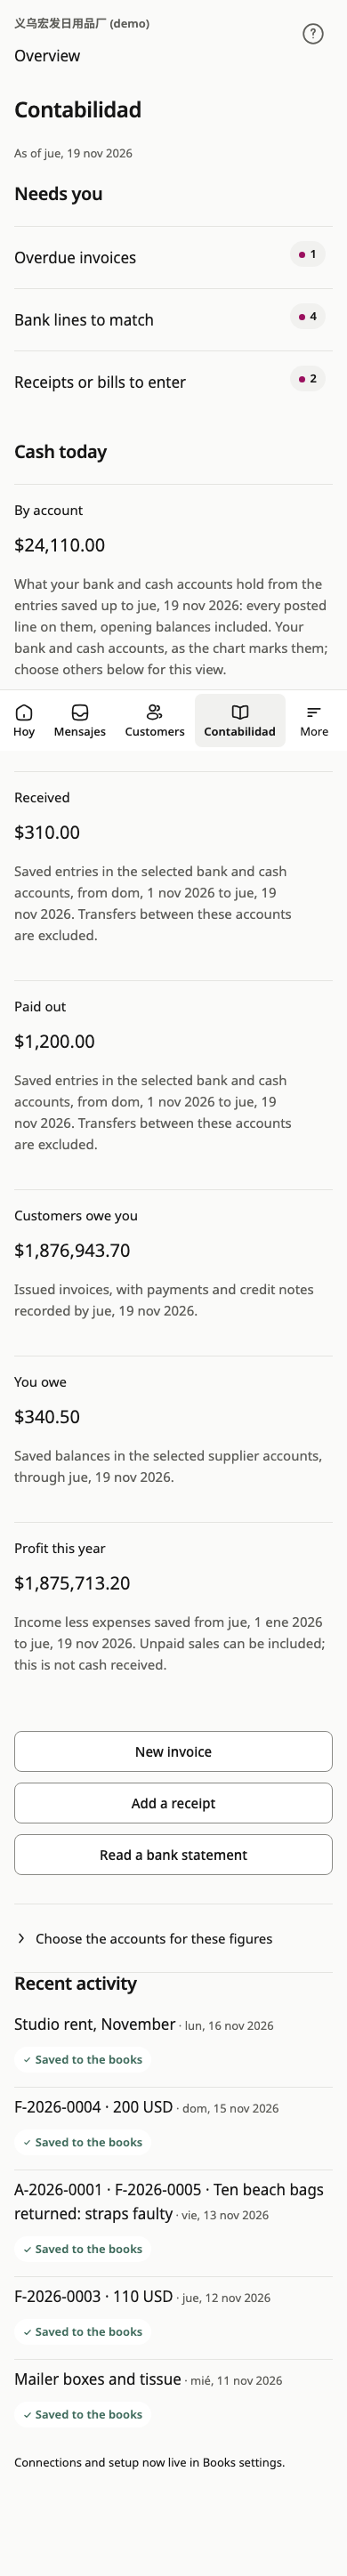 义乌宏发日用品厂 (demo)
Overview
Contabilidad
As of jue, 19 nov 2026
Needs you
Overdue invoices
1
Bank lines to match
4
Receipts or bills to enter
2
Cash today
By account
$24,110.00
What your bank and cash accounts hold from the
entries saved up to jue, 19 nov 2026: every posted
line on them, opening balances included. Your
bank and cash accounts, as the chart marks them;
choose others below for this view.
Hoy
Mensajes
Customers
Contabilidad
More
Received
$310.00
Saved entries in the selected bank and cash
accounts, from dom, 1 nov 2026 to jue, 19
nov 2026. Transfers between these accounts
are excluded.
Paid out
$1,200.00
Saved entries in the selected bank and cash
accounts, from dom, 1 nov 2026 to jue, 19
nov 2026. Transfers between these accounts
are excluded.
Customers owe you
$1,876,943.70
Issued invoices, with payments and credit notes
recorded by jue, 19 nov 2026.
You owe
$340.50
Saved balances in the selected supplier accounts,
through jue, 19 nov 2026.
Profit this year
$1,875,713.20
Income less expenses saved from jue, 1 ene 2026
to jue, 19 nov 2026. Unpaid sales can be included;
this is not cash received.
New invoice
Add a receipt
Read a bank statement
Choose the accounts for these figures
Recent activity
Studio rent, November · lun, 16 nov 2026
Saved to the books
F-2026-0004 · 200 USD · dom, 15 nov 2026
Saved to the books
A-2026-0001 · F-2026-0005 · Ten beach bags
returned: straps faulty · vie, 13 nov 2026
Saved to the books
F-2026-0003 · 110 USD · jue, 12 nov 2026
Saved to the books
Mailer boxes and tissue · mié, 11 nov 2026
Saved to the books
Connections and setup now live in Books settings.